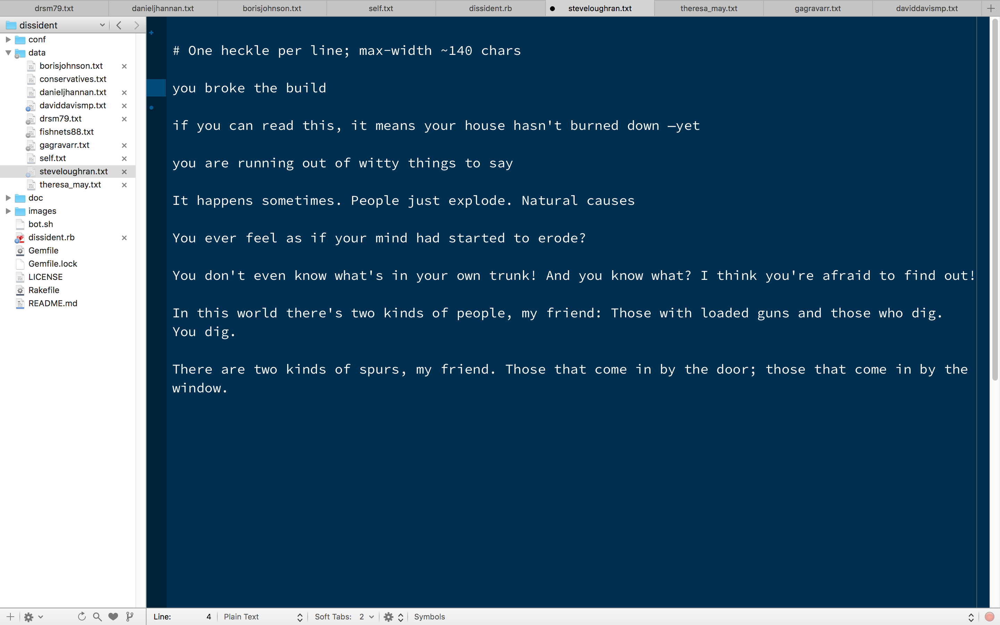 drsm79.txt
danieljhannan.txt
borisjohnson.txt
self.txt
dissident.rb
steveloughran.txt
theresa_may.txt
gagravarr.txt
daviddavismp.txt
dissident
conf
data
borisjohnson.txt
conservatives.txt
danieljhannan.txt
daviddavismp.txt
drsm79.txt
fishnets88.txt
gagravarr.txt
self.txt
steveloughran.txt
theresa_may.txt
doc
images
bot.sh
dissident.rb
Gemfile
Gemfile.lock
LICENSE
Rakefile
README.md
# One heckle per line; max-width ~140 chars
you broke the build
if you can read this, it means your house hasn't burned down —yet
you are running out of witty things to say
It happens sometimes. People just explode. Natural causes
You ever feel as if your mind had started to erode?
You don't even know what's in your own trunk! And you know what? I think you're afraid to find out!
In this world there's two kinds of people, my friend: Those with loaded guns and those who dig.
You dig.
There are two kinds of spurs, my friend. Those that come in by the door; those that come in by the
window.
Line: 4 Plain Text Soft Tabs: 2 Symbols